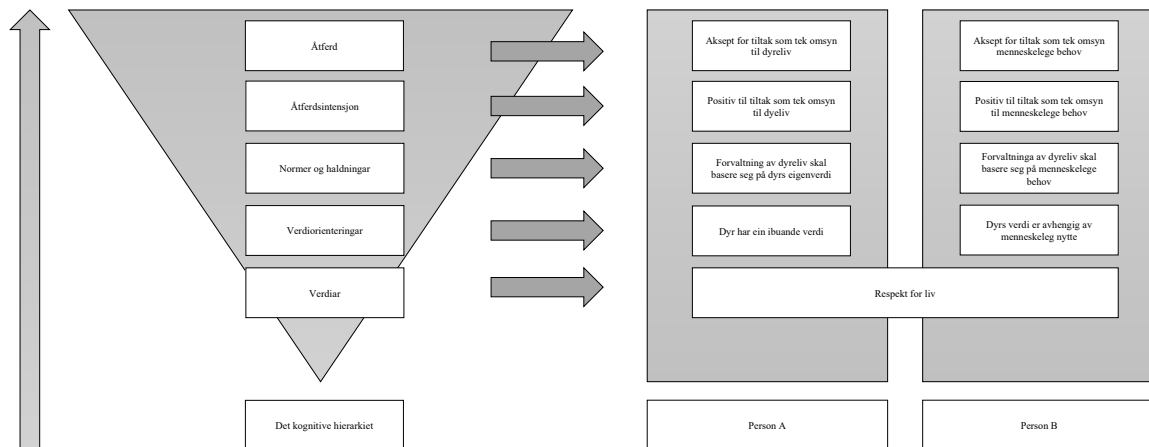 Åtferd
Åtferdsintensjon
Normer og haldningar
Verdiorienteringar
Verdiar
Det kognitive hierarkiet
Aksept for tiltak som tek omsyn
til dyreliv
Positiv til tiltak som tek omsyn
til dyeliv
Forvaltning av dyreliv skal
basere seg på dyrs eigenverdi
Dyr har ein ibuande verdi
Aksept for tiltak som tek omsyn
menneskelege behov
Positiv til tiltak som tek omsyn
til menneskelege behov
Forvaltninga av dyreliv skal
basere seg på menneskelege
behov
Dyrs verdi er avhengig av
menneskeleg nytte
Respekt for liv
Person A
Person B